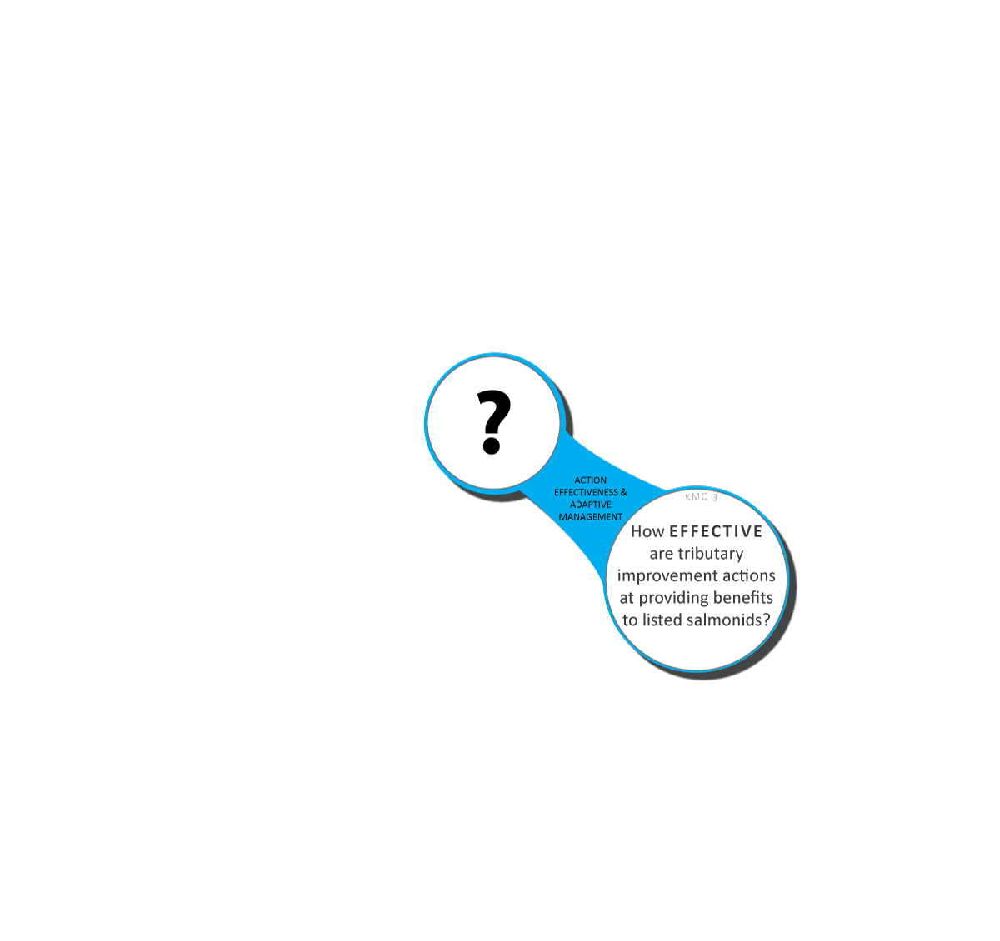 ?
ACTION
EFFECTIVENESS &
ADAPTIVE
MANAGEMENT
KMQ 3
How EFFECTIVE
are tributary
improvement actions
at providing benefits
to listed salmonids?